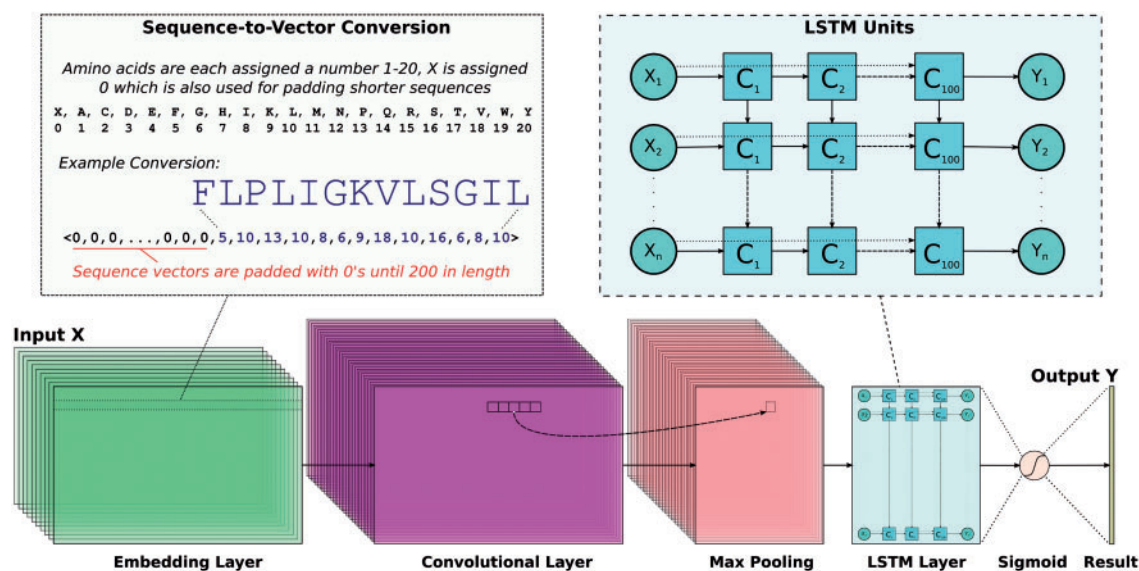 Sequence-to-Vector Conversion
Amino acids are each assigned a number 1-20, X is assigned
0 which is also used for padding shorter sequences
X, A, C, D, E, F, G, H, I, K, L, M, N, P, Q, R, S, T, V, W, Y
0 1 2 3 4 5 6 7 8 9 10 11 12 13 14 15 16 17 18 19 20
Example Conversion:
FLPLIGKVLSGIL
<0,0,0,...,0,0,0,5,10,13,10,8,6,9,18,10,16,6,8,10>
Sequence vectors are padded with 0's until 200 in length
LSTM Units
X1 C1 C2 C100 Y1
X2 C1 C2 C100 Y2
Xn C1 C2 C100 Yn
Input X
Output Y
Embedding Layer
Convolutional Layer
Max Pooling
LSTM Layer
Sigmoid
Result